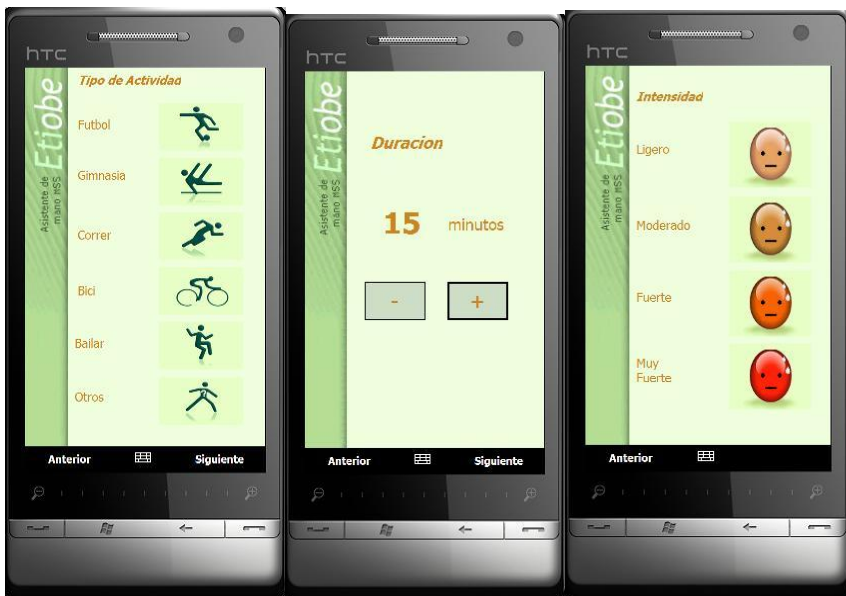 hTC
Etiobe
Asistente de
mano MSS
Tipo de Actividad
Futbol
Gimnasia
Correr
Bici
Bailar
Otros
Anterior
Siguiente
hTC
Etiobe
Asistente de
mano MSS
Duracion
15 minutos
- +
Anterior
Siguiente
hTC
Etiobe
Asistente de
mano MSS
Intensidad
Ligero
Moderado
Fuerte
Muy
Fuerte
Anterior